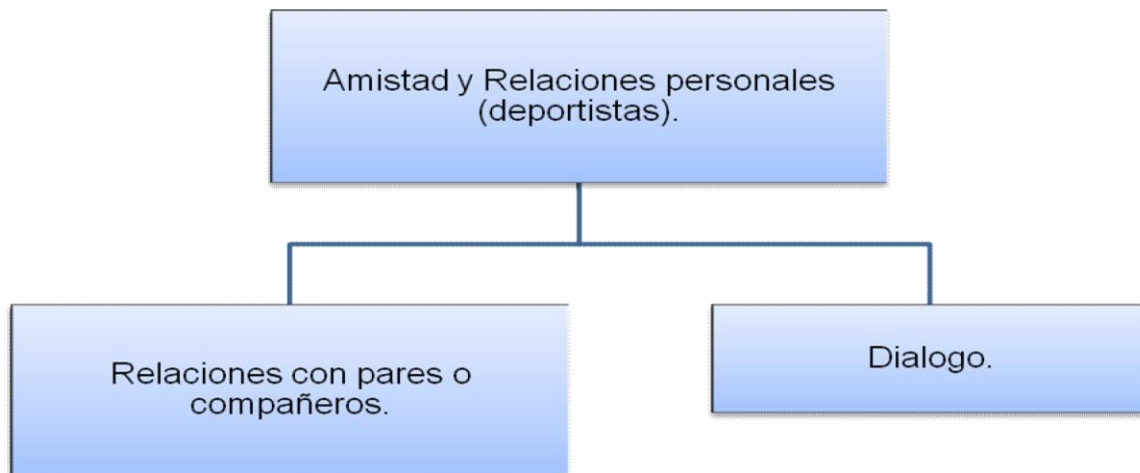 Amistad y Relaciones personales
(deportistas).
Relaciones con pares o
compañeros.
Dialogo.